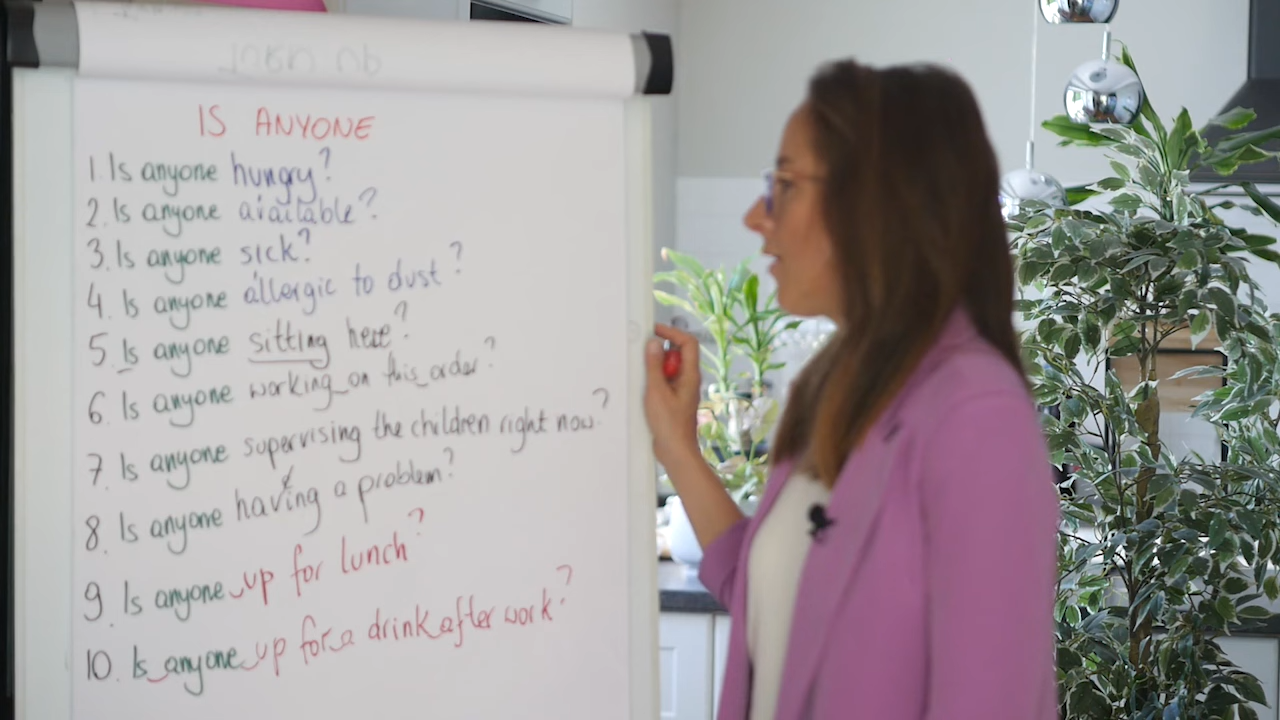 IS ANYONE
1. Is anyone hungry?
2. Is anyone available?
3. Is anyone sick?
4. Is anyone allergic to dust?
5. Is anyone sitting here?
6. Is anyone working on this order?
7. Is anyone supervising the children right now?
8. Is anyone having a problem?
9. Is anyone up for lunch?
10. Is anyone up for a drink after work?